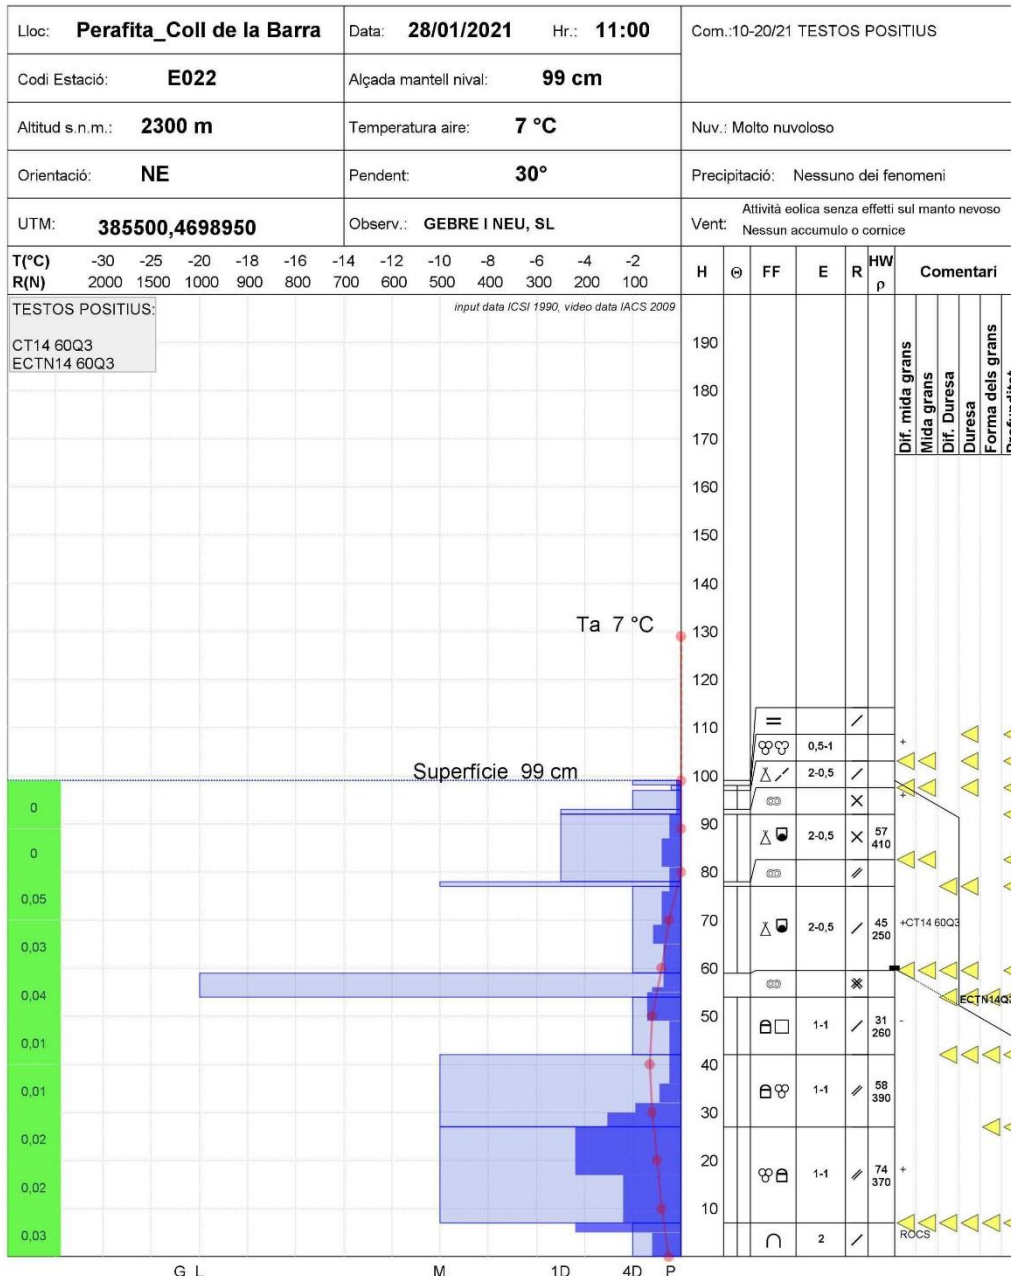 Lloc: Perafita_Coll de la Barra Data: 28/01/2021 Hr.: 11:00 Com.:10-20/21 TESTOS POSITIUS
Codi Estació: E022 Alçada mantell nival: 99 cm
Altitud s.n.m.: 2300 m Temperatura aire: 7 °C Nuv.: Molto nuvoloso
Orientació: NE Pendent: 30° Precipitació: Nessuno dei fenomeni
UTM: 385500,4698950 Observ.: GEBRE I NEU, SL Vent: Attività eolica senza effetti sul manto nevoso
Nessun accumulo o cornice
T(°C) -30 -25 -20 -18 -16 -14 -12 -10 -8 -6 -4 -2
R(N) 2000 1500 1000 900 800 700 600 500 400 300 200 100
H Θ FF E R HW ρ Comentari
TESTOS POSITIUS:
CT14 60Q3
ECTN14 60Q3
input data ICSI 1990, video data IACS 2009
Dif. mida grans
Mida grans
Dif. Duresa
Duresa
Forma dels grans
190
180
170
160
150
140
Ta 7 °C
130
120
110
0,5-1 +
Superfície 99 cm
100
2-0,5
+
0
90
2-0,5 57
410
0
80
0,05
70
2-0,5 45
250
+CT14 60Q3
0,03
60
0,04
ECTN14Q3
50
1-1 31
260
-
0,01
40
1-1 58
390
0,01
30
0,02
20
1-1 74
370
+
0,02
10
0,03
2
ROCS
G L M 1D 4D P